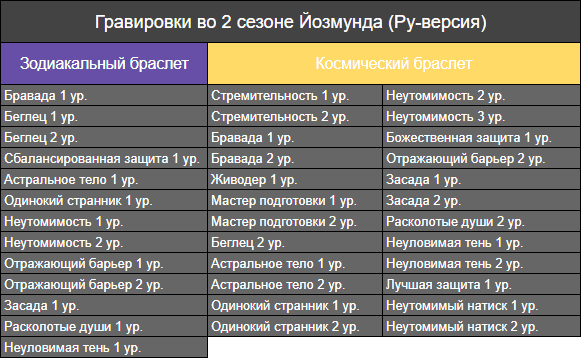 Гравировки во 2 сезоне Йозмунда (Ру-версия)
Зодиакальный браслет Космический браслет
Бравада 1 ур. Стремительность 1 ур. Неутомимость 2 ур.
Беглец 1 ур. Стремительность 2 ур. Неутомимость 3 ур.
Беглец 2 ур. Бравада 1 ур. Божественная защита 1 ур.
Сбалансированная защита 1 ур. Бравада 2 ур. Отражающий барьер 2 ур.
Астральное тело 1 ур. Живодер 1 ур. Засада 1 ур.
Одинокий странник 1 ур. Мастер подготовки 1 ур. Засада 2 ур.
Неутомимость 1 ур. Мастер подготовки 2 ур. Расколотые души 2 ур.
Неутомимость 2 ур. Беглец 2 ур. Неуловимая тень 1 ур.
Отражающий барьер 1 ур. Астральное тело 1 ур. Неуловимая тень 2 ур.
Отражающий барьер 2 ур. Астральное тело 2 ур. Лучшая защита 1 ур.
Засада 1 ур. Одинокий странник 1 ур. Неутомимый натиск 1 ур.
Расколотые души 1 ур. Одинокий странник 2 ур. Неутомимый натиск 2 ур.
Неуловимая тень 1 ур.